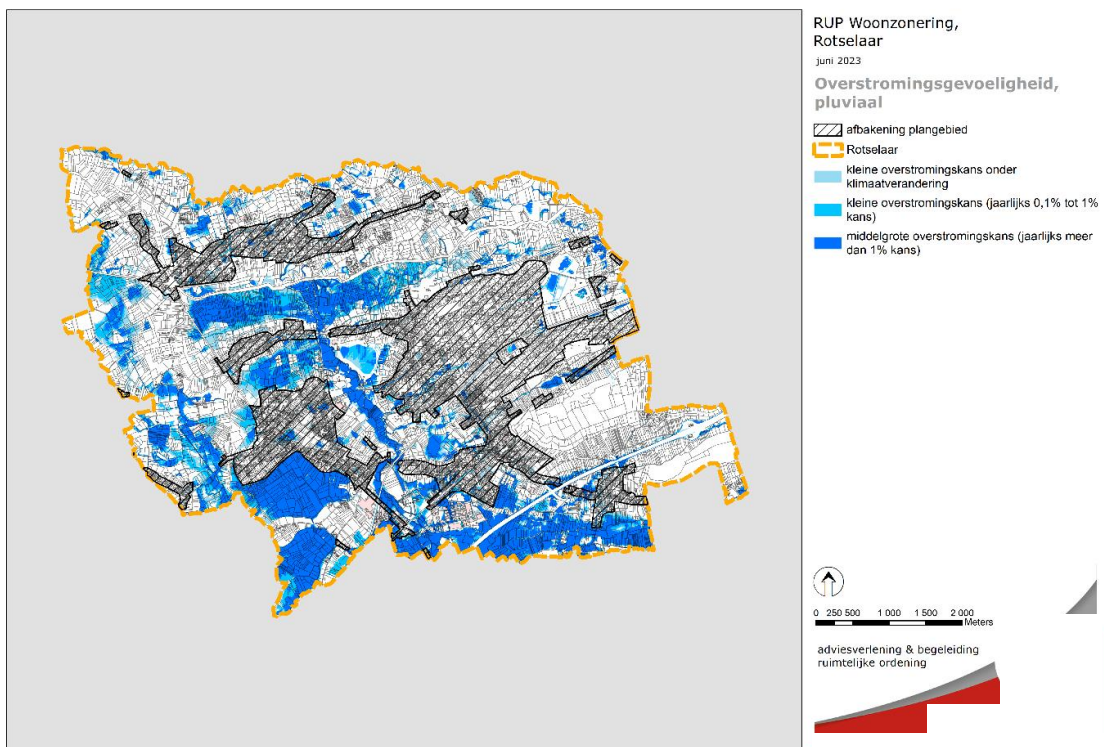 RUP Woonzonering,
Rotselaar
juni 2023
Overstromingsgevoeligheid,
pluviaal
afbakening plangebied
Rotselaar
kleine overstromingskans onder
klimaatverandering
kleine overstromingskans (jaarlijks 0,1% tot 1%
kans)
middelgrote overstromingskans (jaarlijks meer
dan 1% kans)
0 250 500 1 000 1 500 2 000
Meters
adviesverlening & begeleiding
ruimtelijke ordening